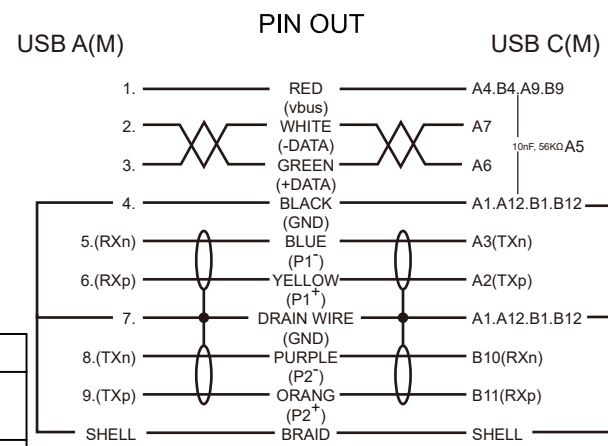 PIN OUT
USB A(M) USB C(M)
1. RED A4.B4.A9.B9
(vbus)
2. WHITE A7
(-DATA) 10nF, 56KΩ A5
3. GREEN A6
(+DATA)
4. BLACK A1.A12.B1.B12
(GND)
5.(RXn) BLUE A3(TXn)
(P1-)
6.(RXp) YELLOW A2(TXp)
(P1+)
7. DRAIN WIRE A1.A12.B1.B12
(GND)
8.(TXn) PURPLE B10(RXn)
(P2-)
9.(TXp) ORANG B11(RXp)
(P2+)
SHELL BRAID SHELL